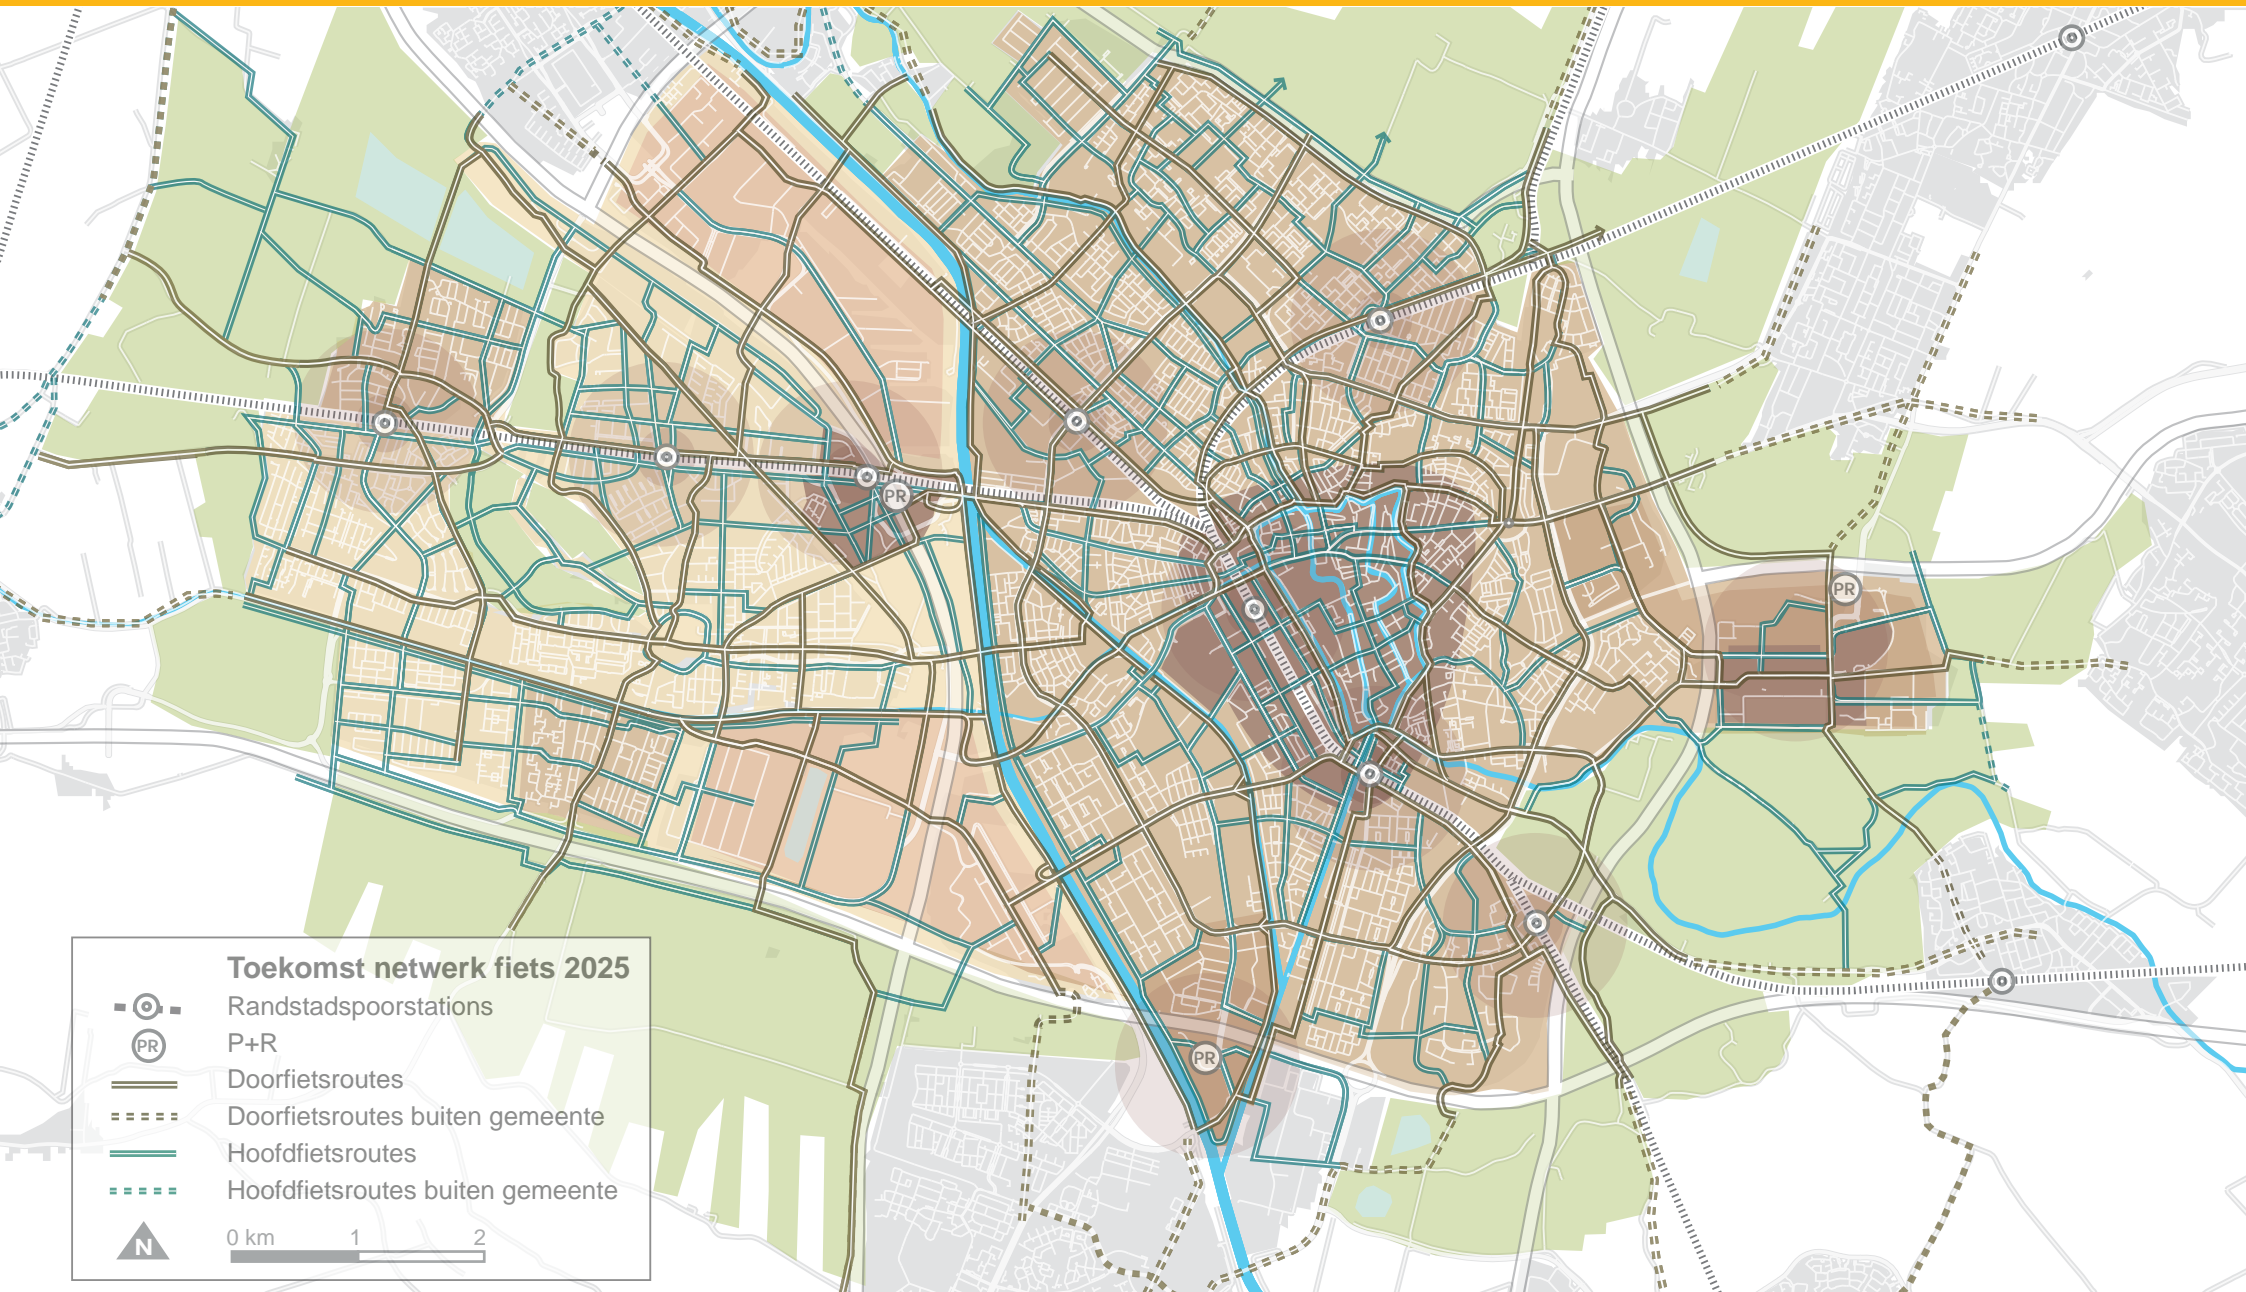 PR
PR
PR
Toekomst netwerk fiets 2025
Randstadspoorstations
PR
P+R
Doorfietsroutes
Doorfietsroutes buiten gemeente
Hoofdfietsroutes
Hoofdfietsroutes buiten gemeente
N
0 km 1 2